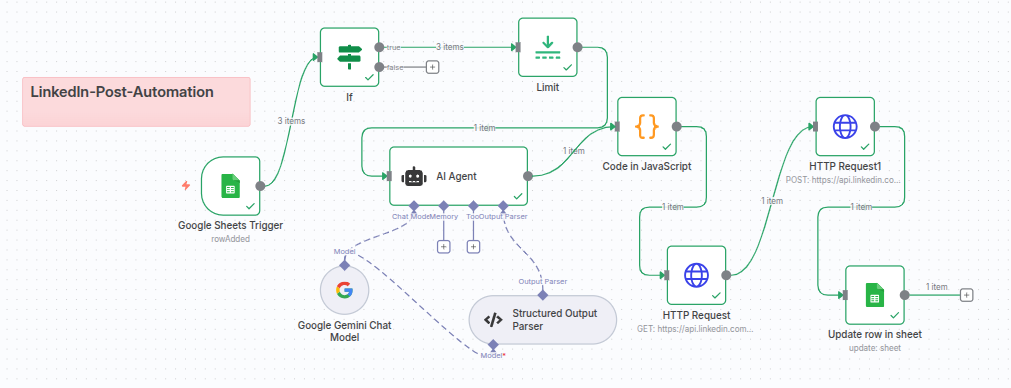 LinkedIn-Post-Automation
Google Sheets Trigger
rowAdded
3 items
If
true
false
3 items
Limit
1 item
AI Agent
Chat Model
Memory
Tool
Output Parser
1 item
Model
Google Gemini Chat
Model
Output Parser
Structured Output
Parser
Model*
Code in JavaScript
1 item
HTTP Request
GET: https://api.linkedin.com...
1 item
HTTP Request1
POST: https://api.linkedin.co...
1 item
Update row in sheet
update: sheet
1 item